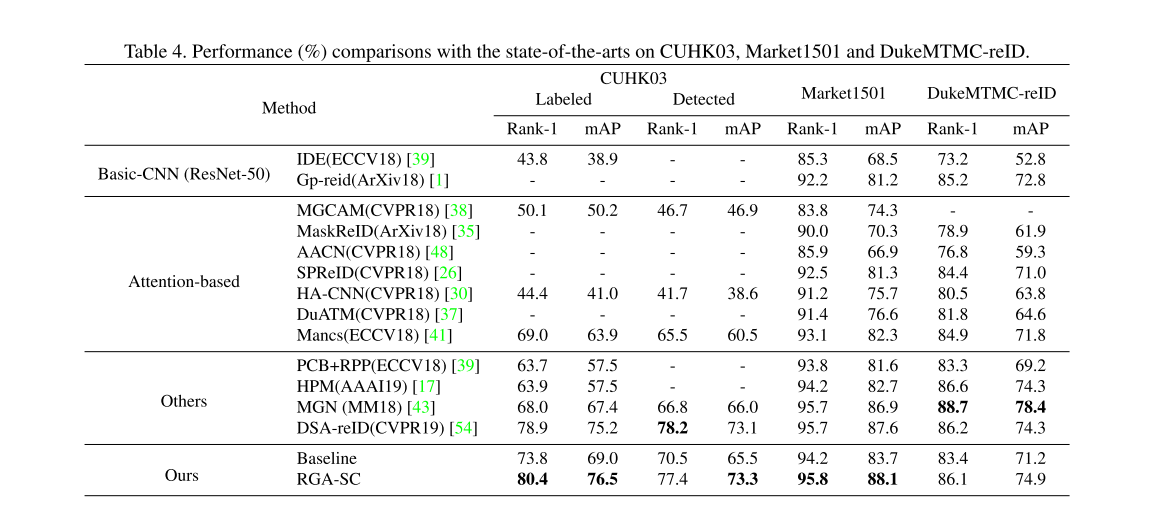 Table 4. Performance (%) comparisons with the state-of-the-arts on CUHK03, Market1501 and DukeMTMC-reID.
CUHK03
Method Labeled Detected Market1501 DukeMTMC-reID
Rank-1 mAP Rank-1 mAP Rank-1 mAP Rank-1 mAP
Basic-CNN (ResNet-50) IDE(ECCV18) [39] 43.8 38.9 - - 85.3 68.5 73.2 52.8
Gp-reid(ArXiv18) [1] - - - - 92.2 81.2 85.2 72.8
Attention-based MGCAM(CVPR18) [38] 50.1 50.2 46.7 46.9 83.8 74.3 - -
MaskReID(ArXiv18) [35] - - - - 90.0 70.3 78.9 61.9
AACN(CVPR18) [48] - - - - 85.9 66.9 76.8 59.3
SPReID(CVPR18) [26] - - - - 92.5 81.3 84.4 71.0
HA-CNN(CVPR18) [30] 44.4 41.0 41.7 38.6 91.2 75.7 80.5 63.8
DuATM(CVPR18) [37] - - - - 91.4 76.6 81.8 64.6
Mancs(ECCV18) [41] 69.0 63.9 65.5 60.5 93.1 82.3 84.9 71.8
Others PCB+RPP(ECCV18) [39] 63.7 57.5 - - 93.8 81.6 83.3 69.2
HPM(AAAI19) [17] 63.9 57.5 - - 94.2 82.7 86.6 74.3
MGN (MM18) [43] 68.0 67.4 66.8 66.0 95.7 86.9 88.7 78.4
DSA-reID(CVPR19) [54] 78.9 75.2 78.2 73.1 95.7 87.6 86.2 74.3
Ours Baseline 73.8 69.0 70.5 65.5 94.2 83.7 83.4 71.2
RGA-SC 80.4 76.5 77.4 73.3 95.8 88.1 86.1 74.9